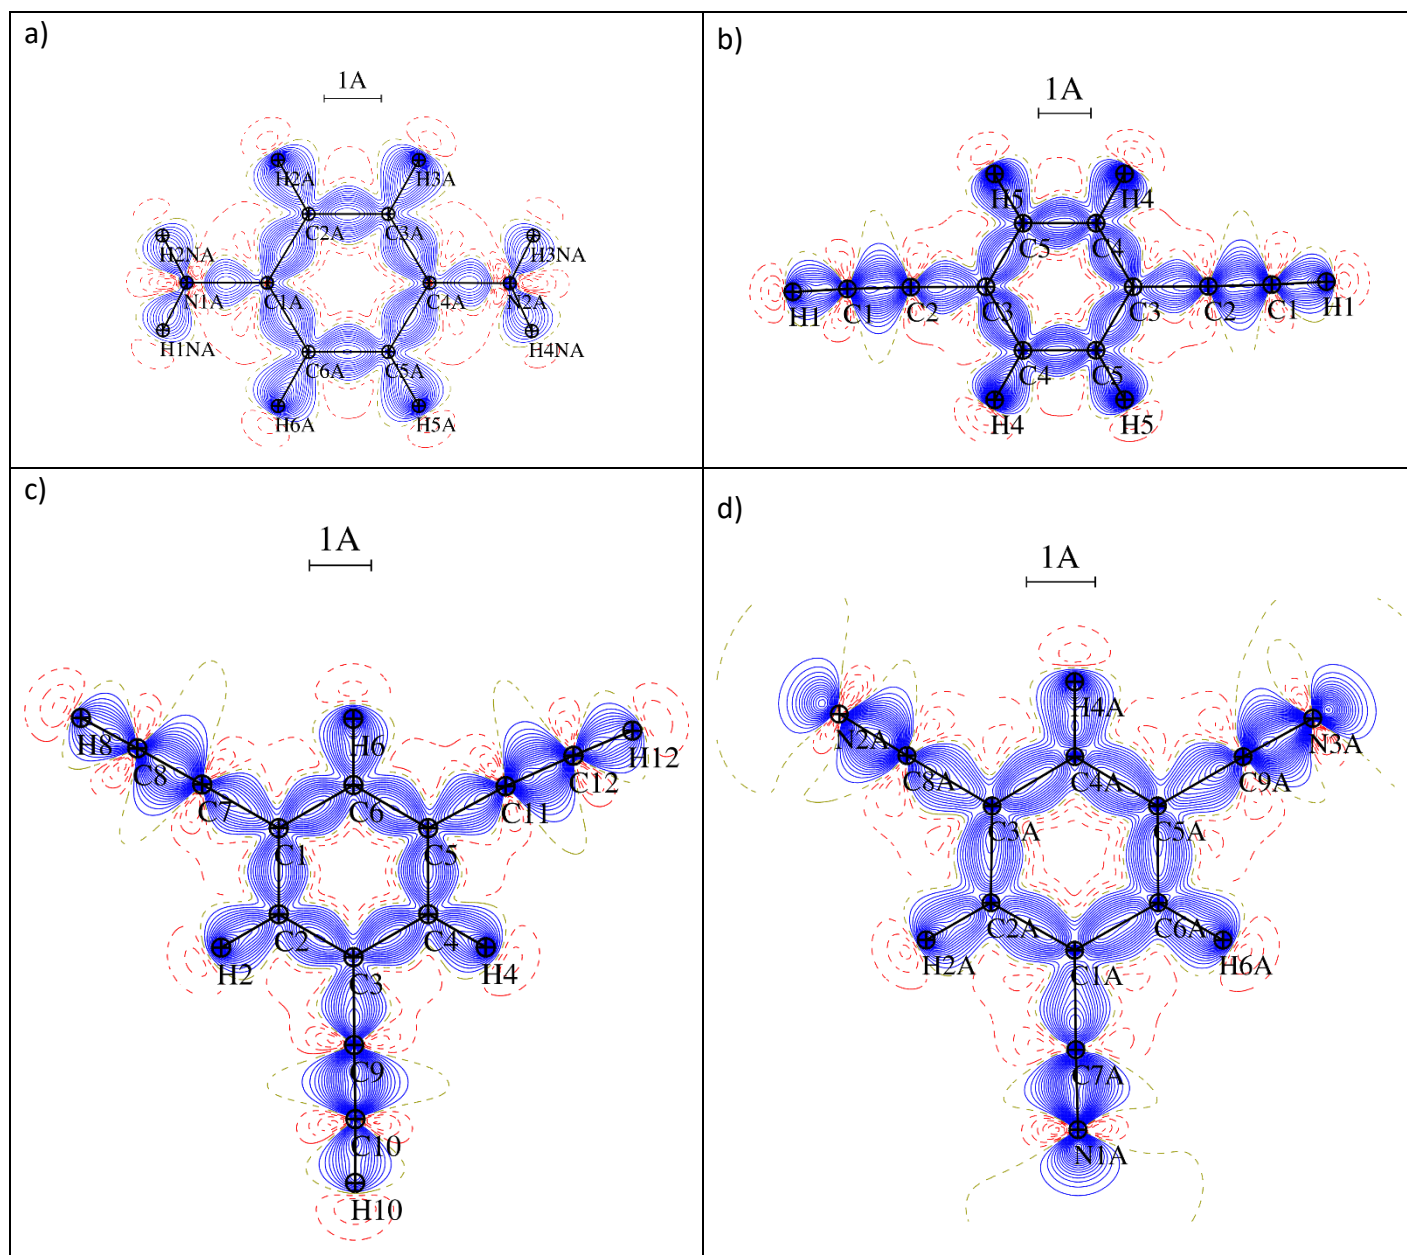 a)
1A
H2A H3A
C2A C3A
H2NA H3NA
N1A C1A C4A N2A
H1NA H4NA
C6A C5A
H6A H5A
b)
1A
H5 H4
C5 C4
H1 C1 C2 C3 C3 C2 C1 H1
C4 C5
H4 H5
c)
1A
H8 H6 H12
C8 C12
C7 C6 C11
C1 C5
C2 C4
H2 C3 H4
C9
C10
H10
d)
1A
H4A
N2A N3A
C8A C4A C9A
C3A C5A
C2A C6A
H2A C1A H6A
C7A
N1A